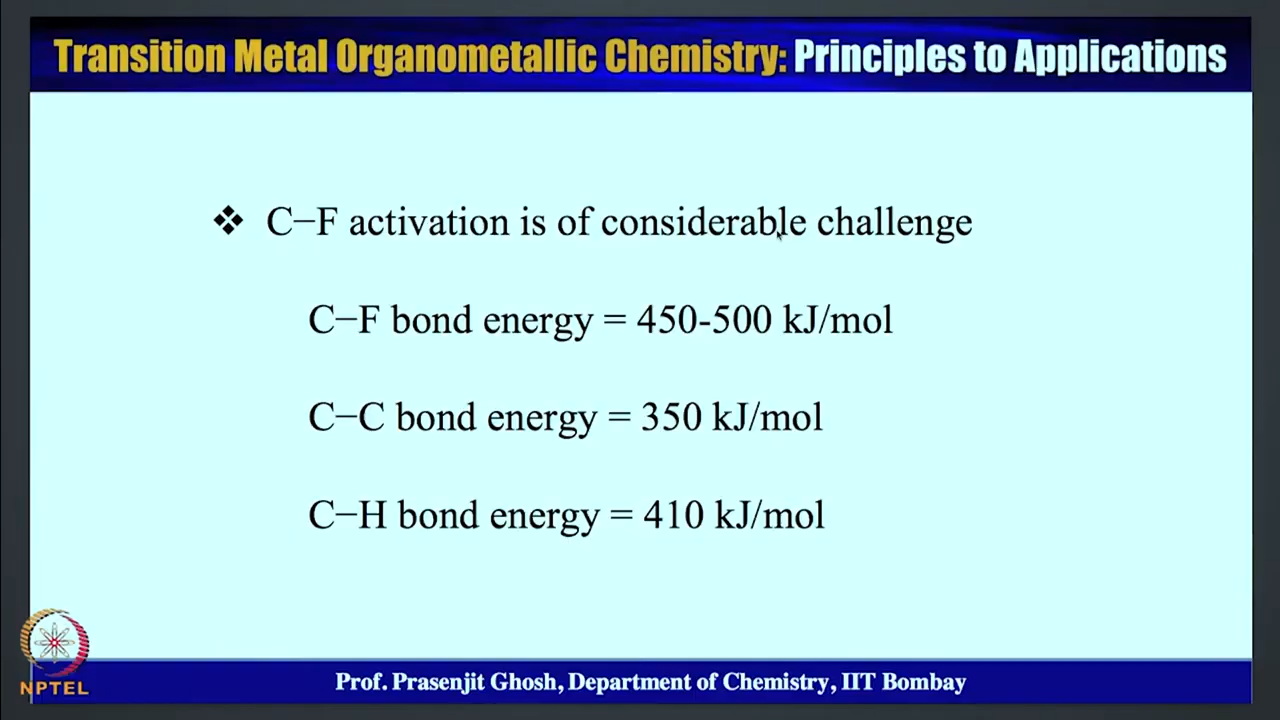 Transition Metal Organometallic Chemistry: Principles to Applications
❖ C−F activation is of considerable challenge
C−F bond energy = 450-500 kJ/mol
C−C bond energy = 350 kJ/mol
C−H bond energy = 410 kJ/mol
NPTEL
Prof. Prasenjit Ghosh, Department of Chemistry, IIT Bombay